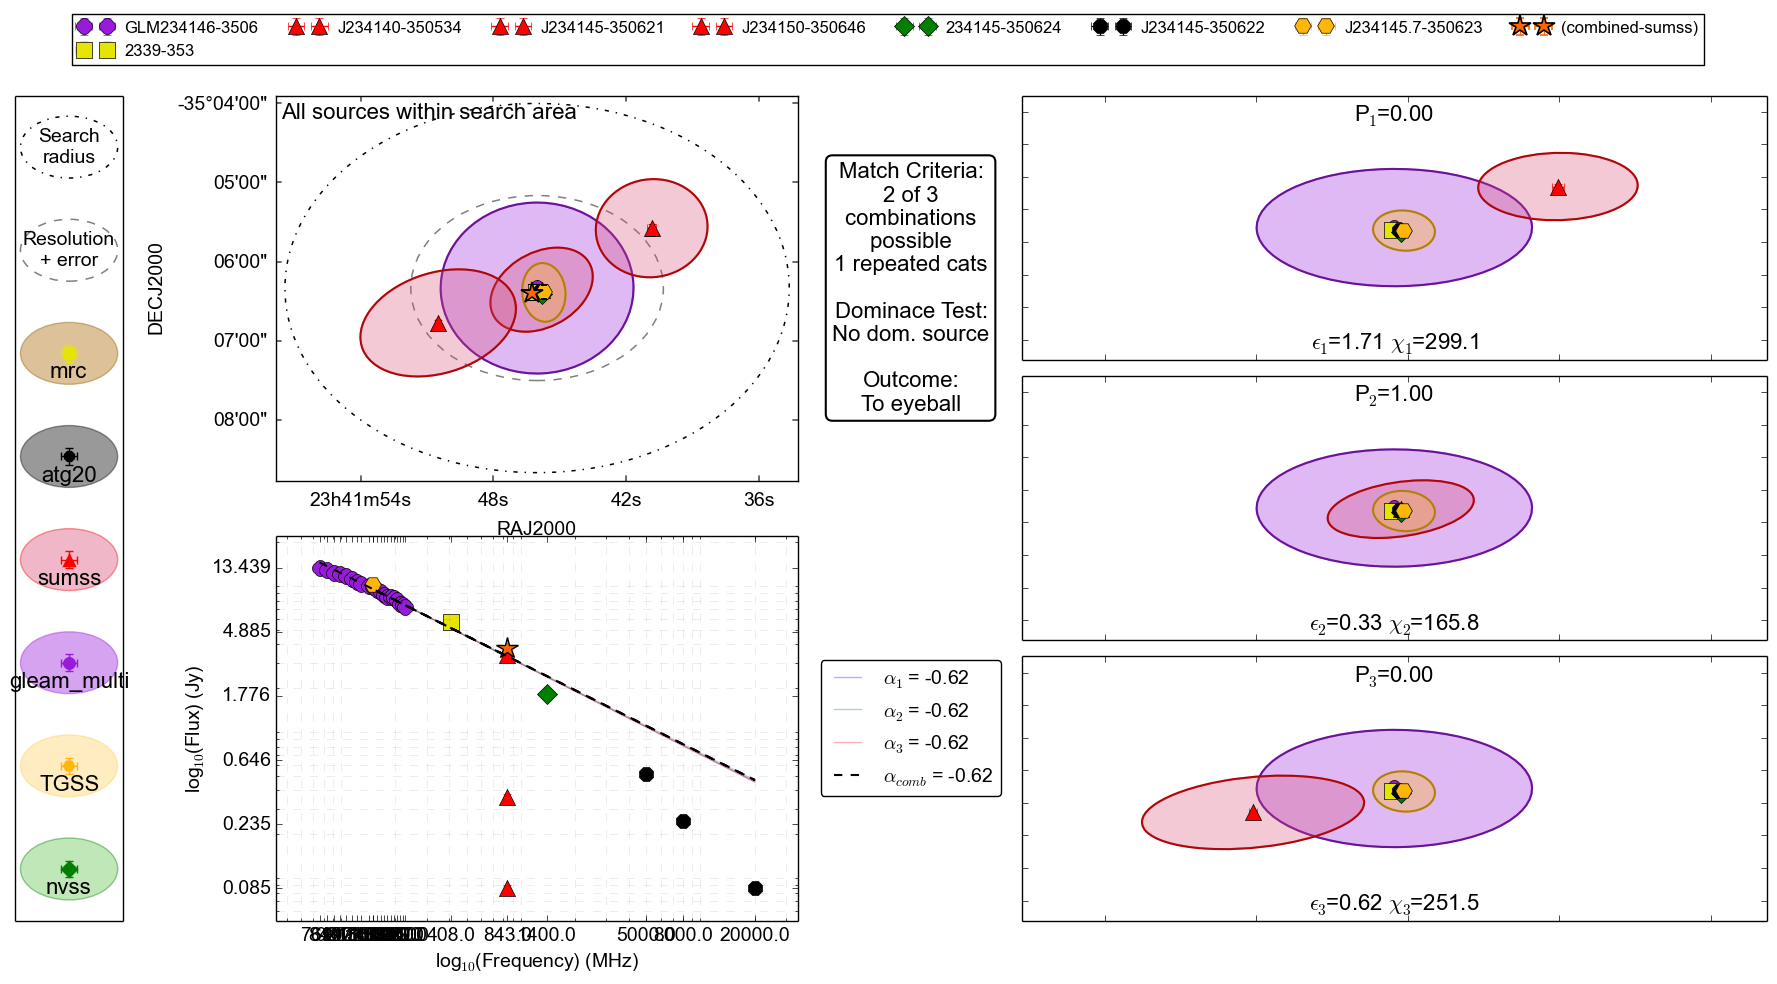 GLM234146-3506 J234140-350534 J234145-350621 J234150-350646 234145-350624 J234145-350622 J234145.7-350623 (combined-sumss)
2339-353
Search
radius
Resolution
+ error
mrc
atg20
sumss
gleam_multi
TGSS
nvss
All sources within search area
-35°04'00"
05'00"
06'00"
07'00"
08'00"
DECJ2000
23h41m54s 48s 42s 36s
RAJ2000
Match Criteria:
2 of 3
combinations
possible
1 repeated cats
Dominace Test:
No dom. source
Outcome:
To eyeball
13.439
4.885
1.776
0.646
0.235
0.085
log10(Flux) (Jy)
408.0 843.0 1400.0 5000.0 8000.0 20000.0
log10(Frequency) (MHz)
α1 = -0.62
α2 = -0.62
α3 = -0.62
αcomb = -0.62
P1=0.00
ϵ1=1.71 χ1=299.1
P2=1.00
ϵ2=0.33 χ2=165.8
P3=0.00
ϵ3=0.62 χ3=251.5